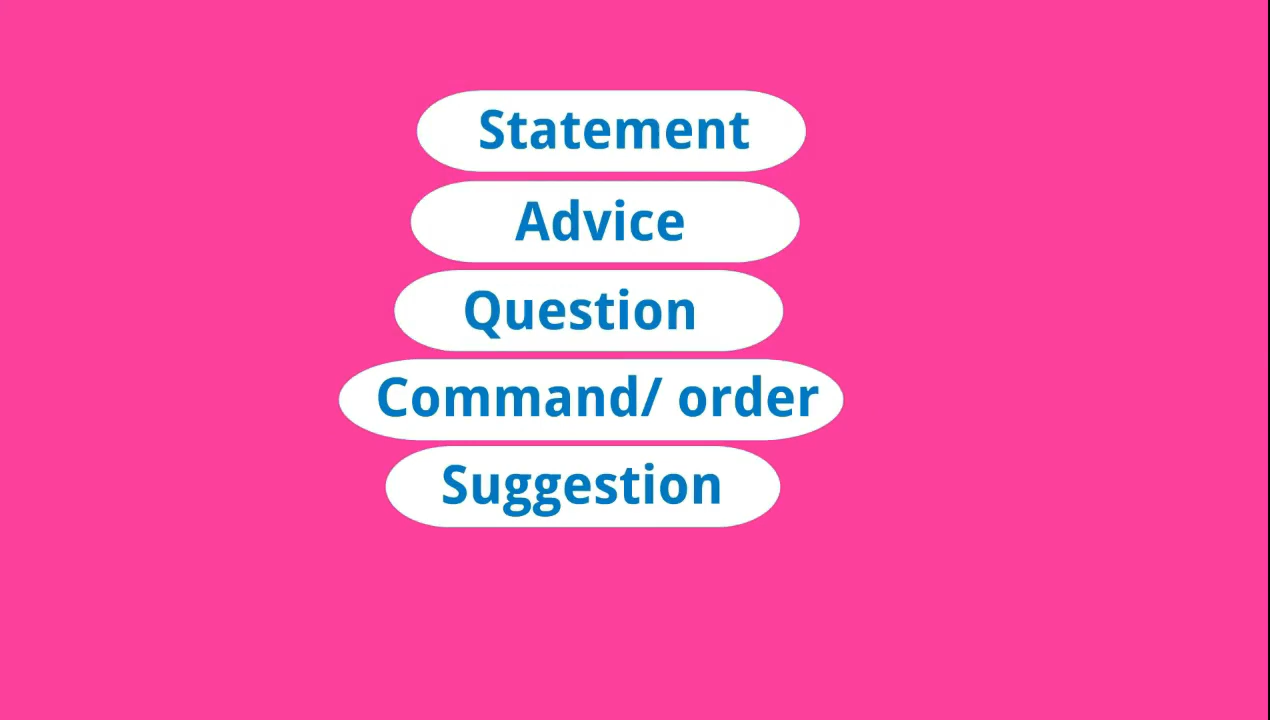 Statement
Advice
Question
Command/ order
Suggestion